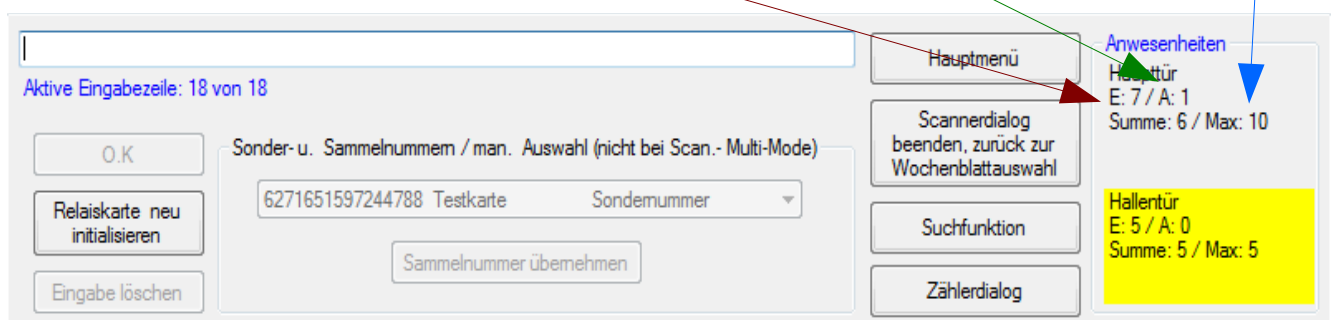 Aktive Eingabezeile: 18 von 18
O.K
Relaiskarte neu
initialisieren
Eingabe löschen
Sonder- u. Sammelnummern / man. Auswahl (nicht bei Scan.- Multi-Mode)
6271651597244788 Testkarte Sondernummer
Sammelnummer übernehmen
Hauptmenü
Scannerdialog
beenden, zurück zur
Wochenblattauswahl
Suchfunktion
Zählerdialog
Anwesenheiten
Haupttür
E: 7 / A: 1
Summe: 6 / Max: 10
Hallentür
E: 5 / A: 0
Summe: 5 / Max: 5